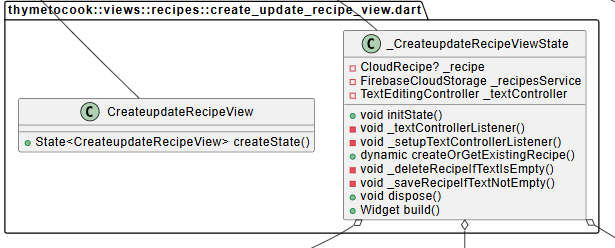 thymetocook::views::recipes::create_update_recipe_view.dart
C _CreateupdateRecipeViewState
CloudRecipe? _recipe
FirebaseCloudStorage _recipesService
TextEditingController _textController
void initState()
void _textControllerListener()
void _setupTextControllerListener()
dynamic createOrGetExistingRecipe()
void _deleteRecipeIfTextIsEmpty()
void _saveRecipeIfTextNotEmpty()
void dispose()
Widget build()
C CreateupdateRecipeView
State<CreateupdateRecipeView> createState()